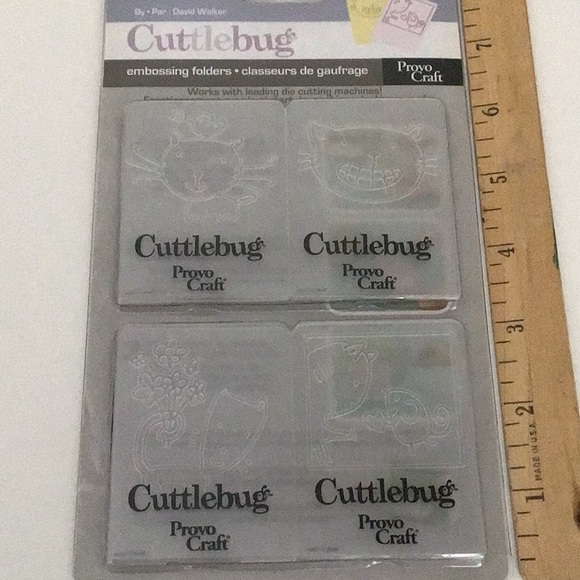 By • Par : David Walker
Cuttlebug
embossing folders • classeurs de gaufrage
Provo
Craft
Works with leading die cutting machines!
Cuttlebug
Provo
Craft
Cuttlebug
Provo
Craft
Cuttlebug
Provo
Craft
Cuttlebug
Provo
Craft
7
6
5
4
3
2
1
MADE IN U.S.A.